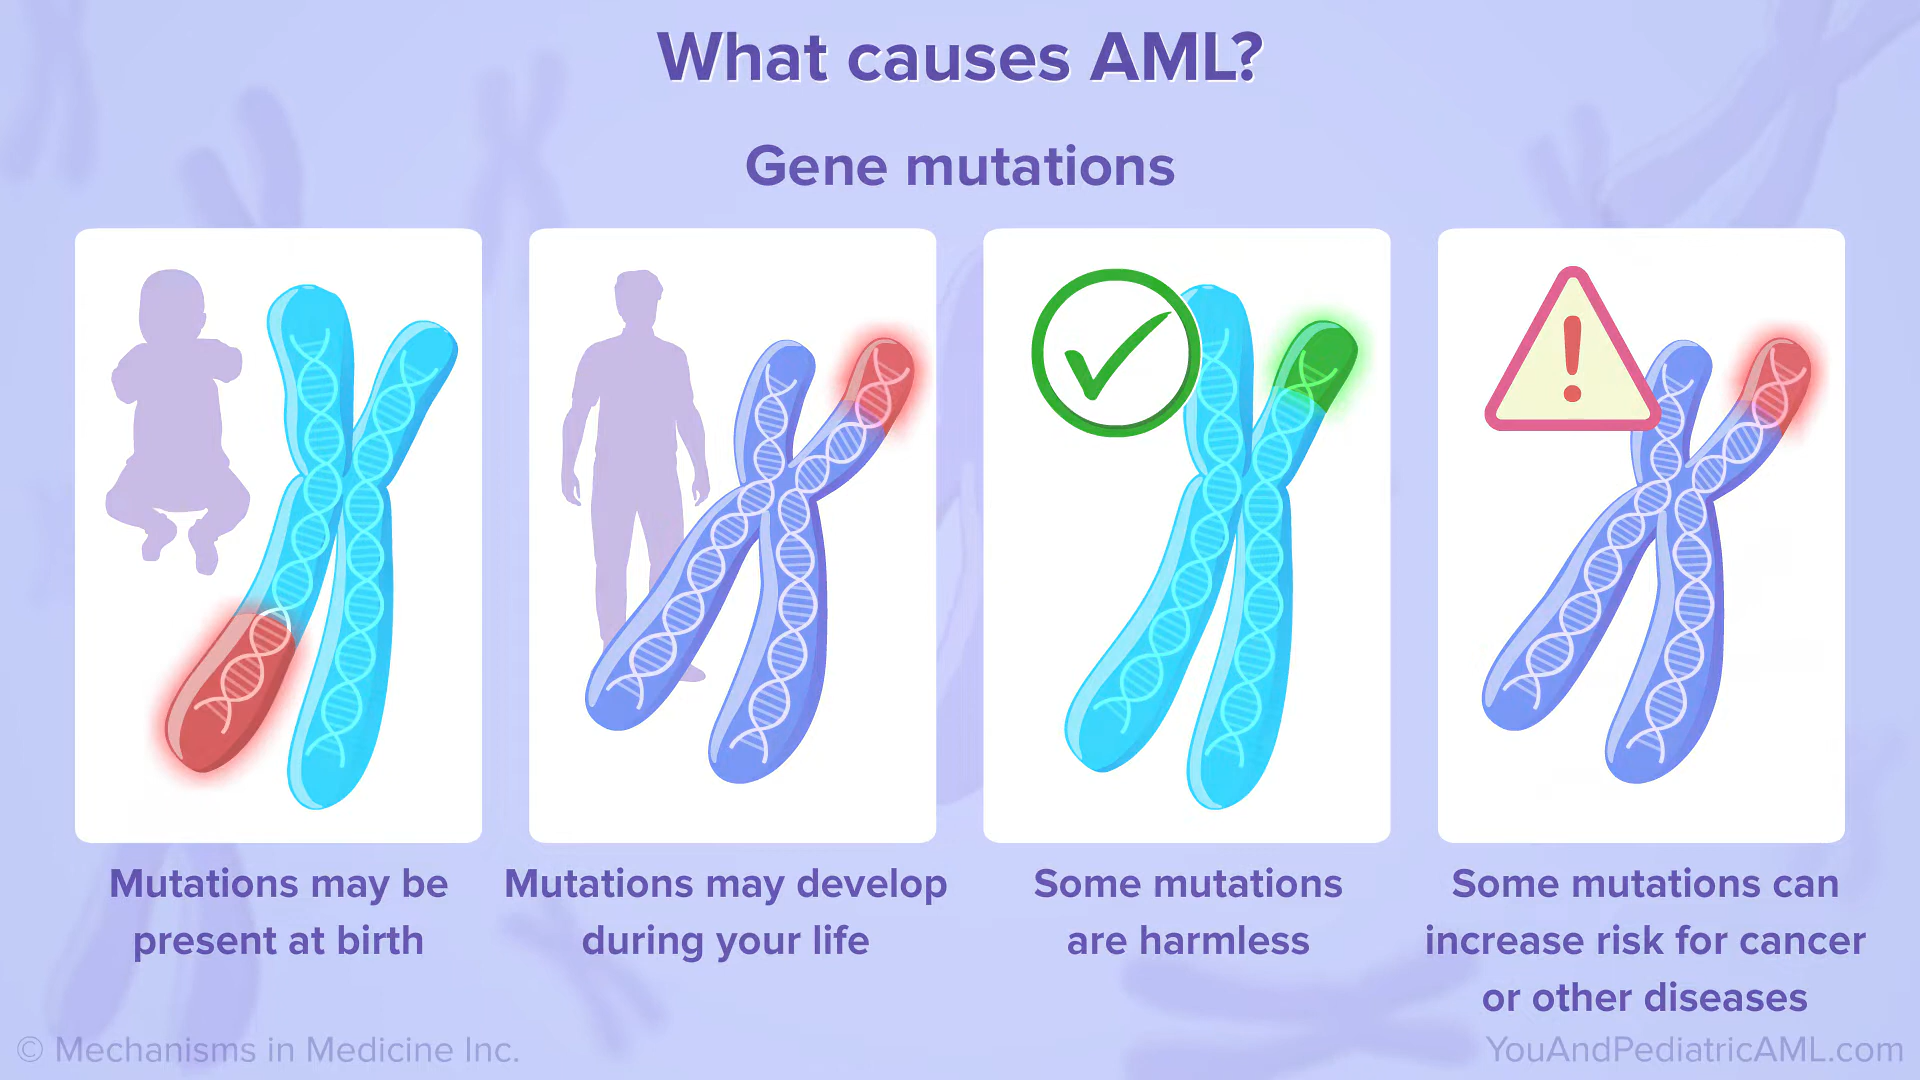 What causes AML?
Gene mutations
Mutations may be
present at birth
Mutations may develop
during your life
Some mutations
are harmless
Some mutations can
increase risk for cancer
or other diseases
© Mechanisms in Medicine Inc.
YouAndPediatricAML.com